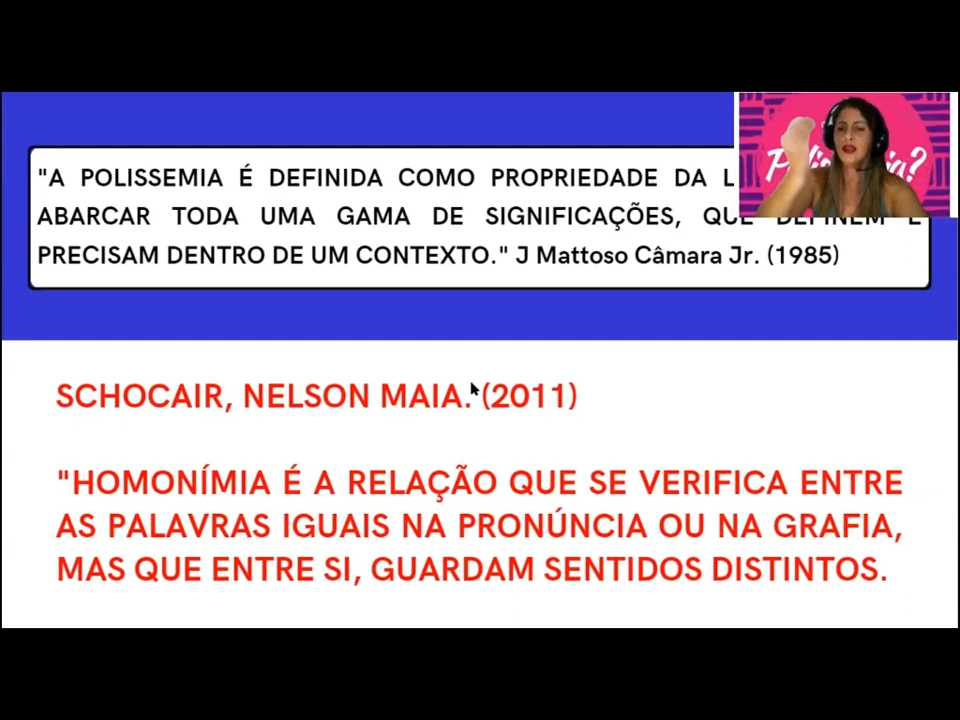 "A POLISSEMIA É DEFINIDA COMO PROPRIEDADE DA
ABARCAR TODA UMA GAMA DE SIGNIFICAÇÕES, QUE DEFINEM E
PRECISAM DENTRO DE UM CONTEXTO." J Mattoso Câmara Jr. (1985)
SCHOCAIR, NELSON MAIA. (2011)
"HOMONÍMIA É A RELAÇÃO QUE SE VERIFICA ENTRE
AS PALAVRAS IGUAIS NA PRONÚNCIA OU NA GRAFIA,
MAS QUE ENTRE SI, GUARDAM SENTIDOS DISTINTOS.